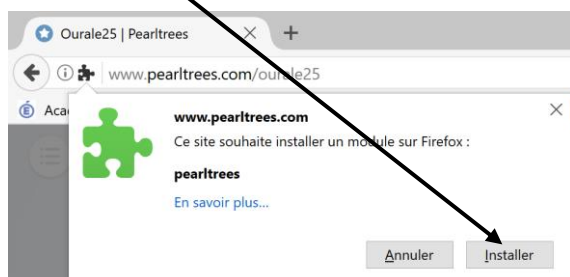 Ourale25 | Pearltrees
www.pearltrees.com/ourale25
Aca
www.pearltrees.com
Ce site souhaite installer un module sur Firefox :
pearltrees
En savoir plus...
Annuler Installer